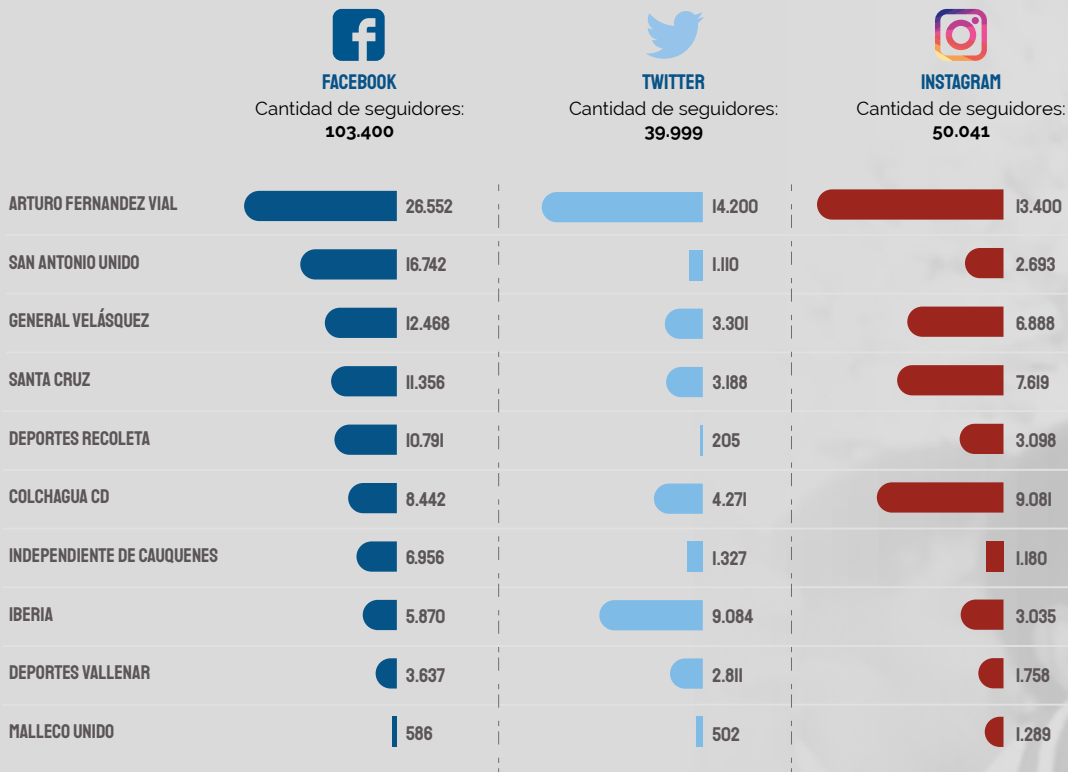 FACEBOOK
Cantidad de seguidores:
103.400
TWITTER
Cantidad de seguidores:
39.999
INSTAGRAM
Cantidad de seguidores:
50.041
ARTURO FERNANDEZ VIAL 26.552 14.200 13.400
SAN ANTONIO UNIDO 16.742 1.110 2.693
GENERAL VELÁSQUEZ 12.468 3.301 6.888
SANTA CRUZ 11.356 3.188 7.619
DEPORTES RECOLETA 10.791 205 3.098
COLCHAGUA CD 8.442 4.271 9.081
INDEPENDIENTE DE CAUQUENES 6.956 1.327 1.180
IBERIA 5.870 9.084 3.035
DEPORTES VALLENAR 3.637 2.811 1.758
MALLECO UNIDO 586 502 1.289